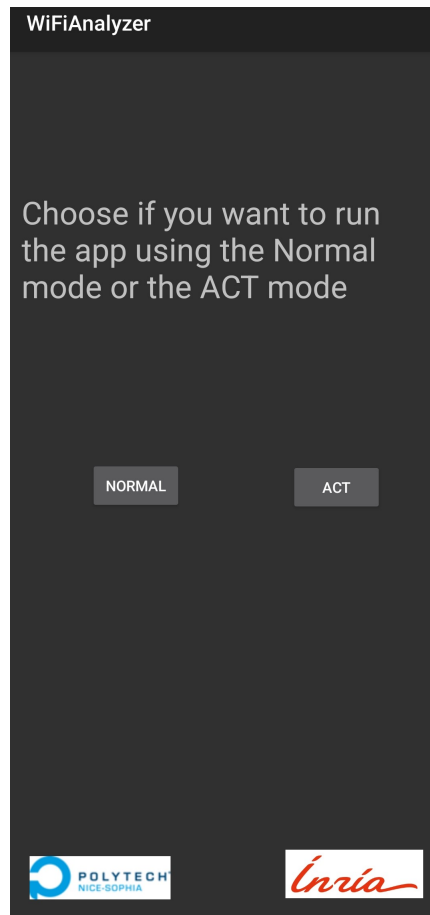 WiFiAnalyzer
Choose if you want to run
the app using the Normal
mode or the ACT mode
NORMAL
ACT
POLYTECH
NICE-SOPHIA
Inría